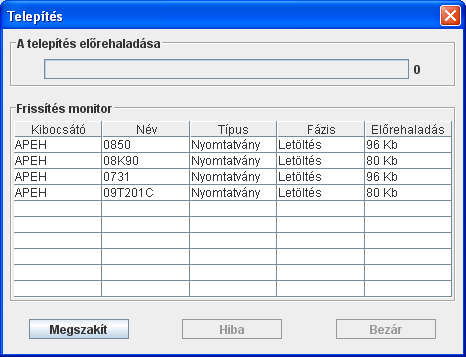 Telepítés
A telepítés előrehaladása
0
Frissítés monitor
Kibocsátó Név Típus Fázis Előrehaladás
APEH 0850 Nyomtatvány Letöltés 96 Kb
APEH 08K90 Nyomtatvány Letöltés 80 Kb
APEH 0731 Nyomtatvány Letöltés 96 Kb
APEH 09T201C Nyomtatvány Letöltés 80 Kb
Megszakít Hiba Bezár